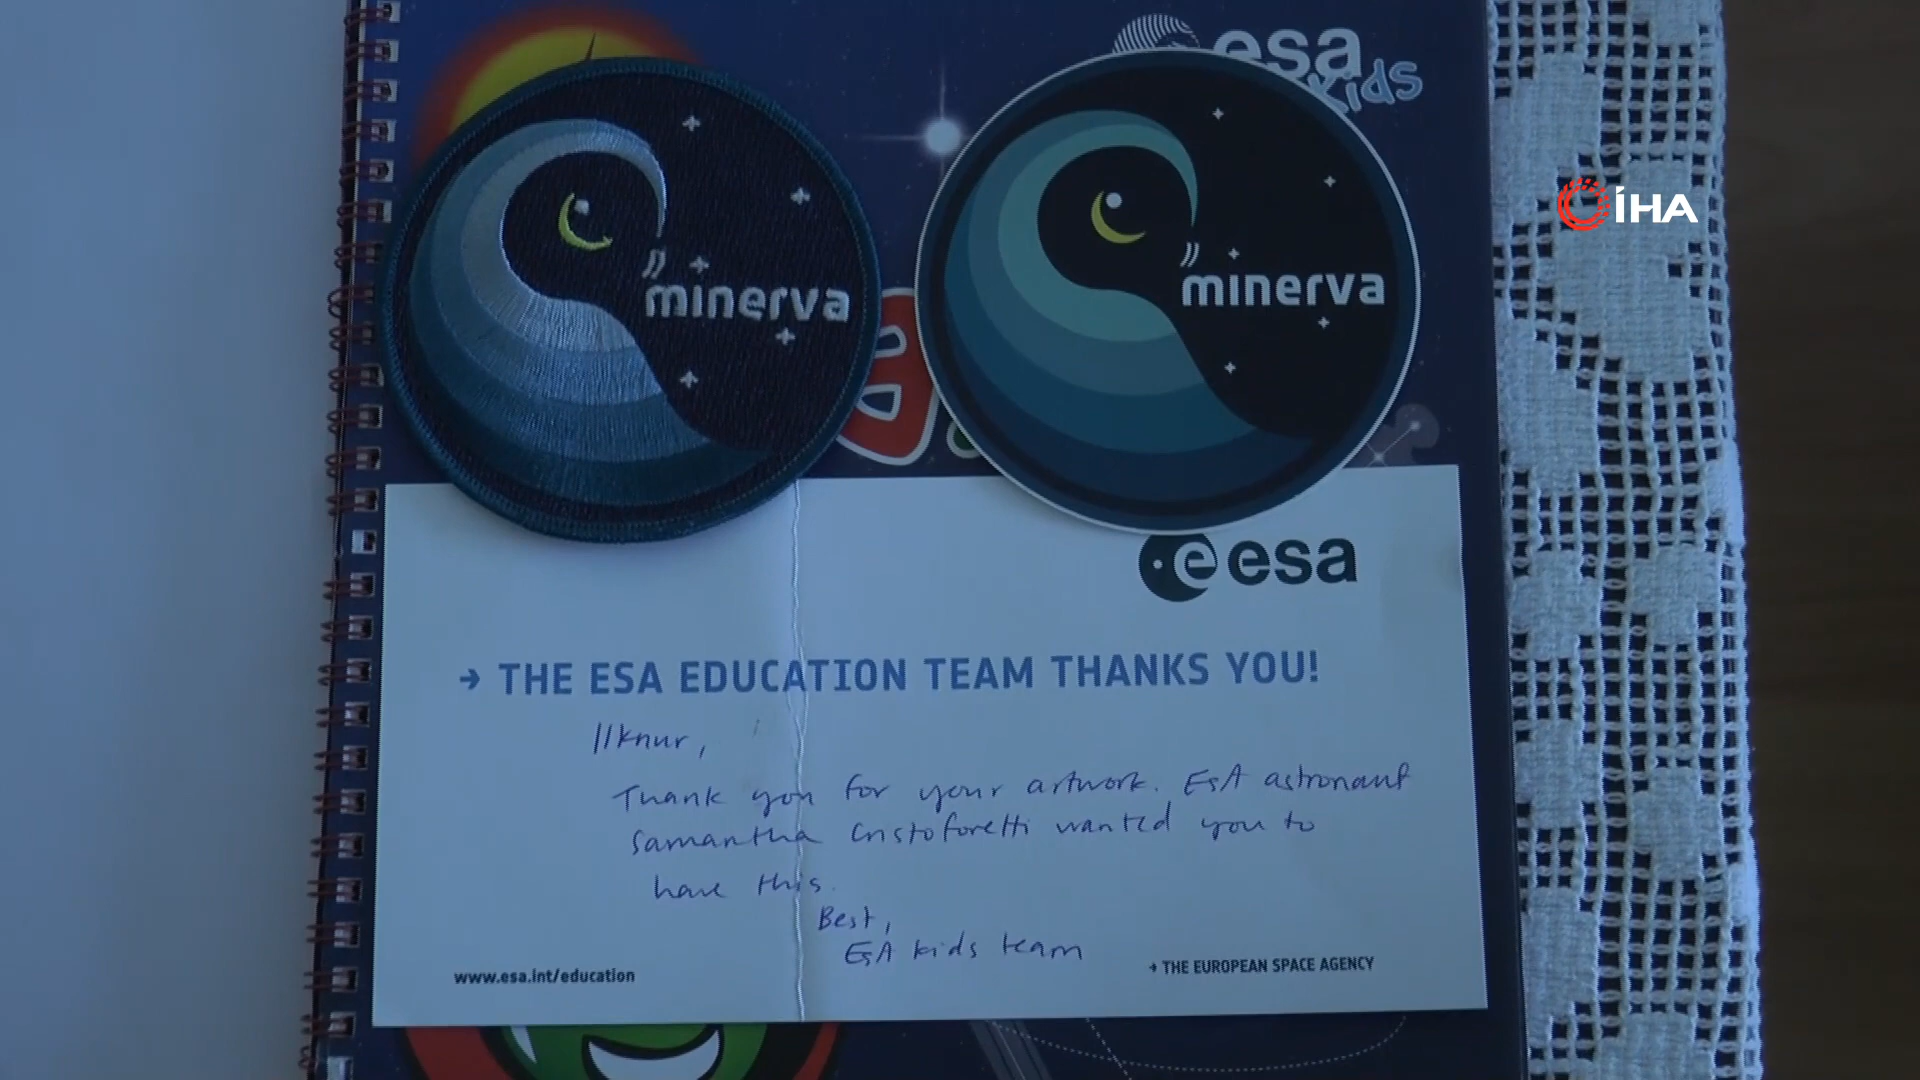 esa
kids
İHA
minerva
minerva
esa
→ THE ESA EDUCATION TEAM THANKS YOU!
Ilknur,
Thank you for your artwork. ESA astronaut
Samantha Cristoforetti wanted you to
have this.
Best,
ESA kids team
www.esa.int/education
→ THE EUROPEAN SPACE AGENCY